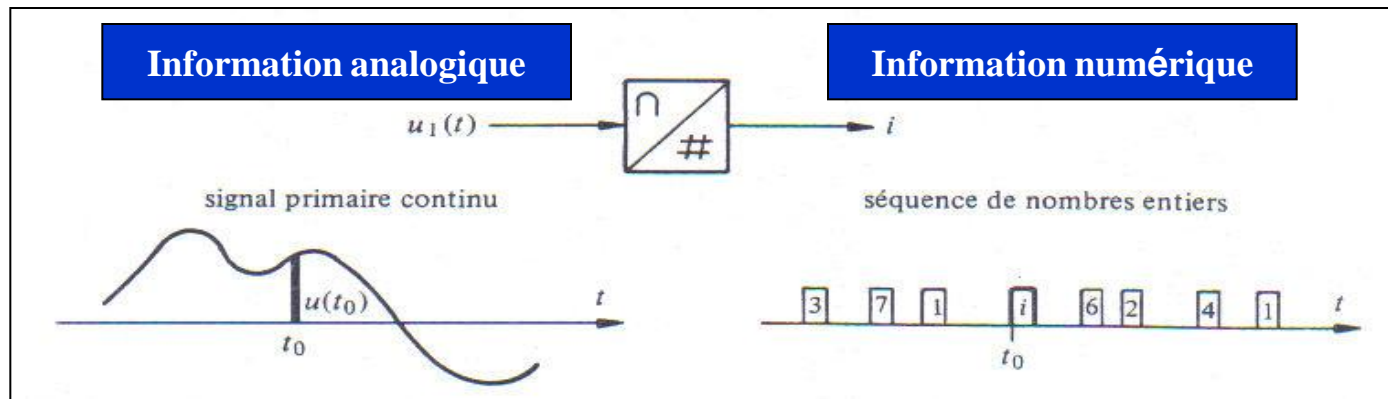 Information analogique
Information numérique
u₁(t)
∩
#
i
signal primaire continu
séquence de nombres entiers
u(t₀)
t
t₀
3 7 1 i 6 2 4 1
t
t₀